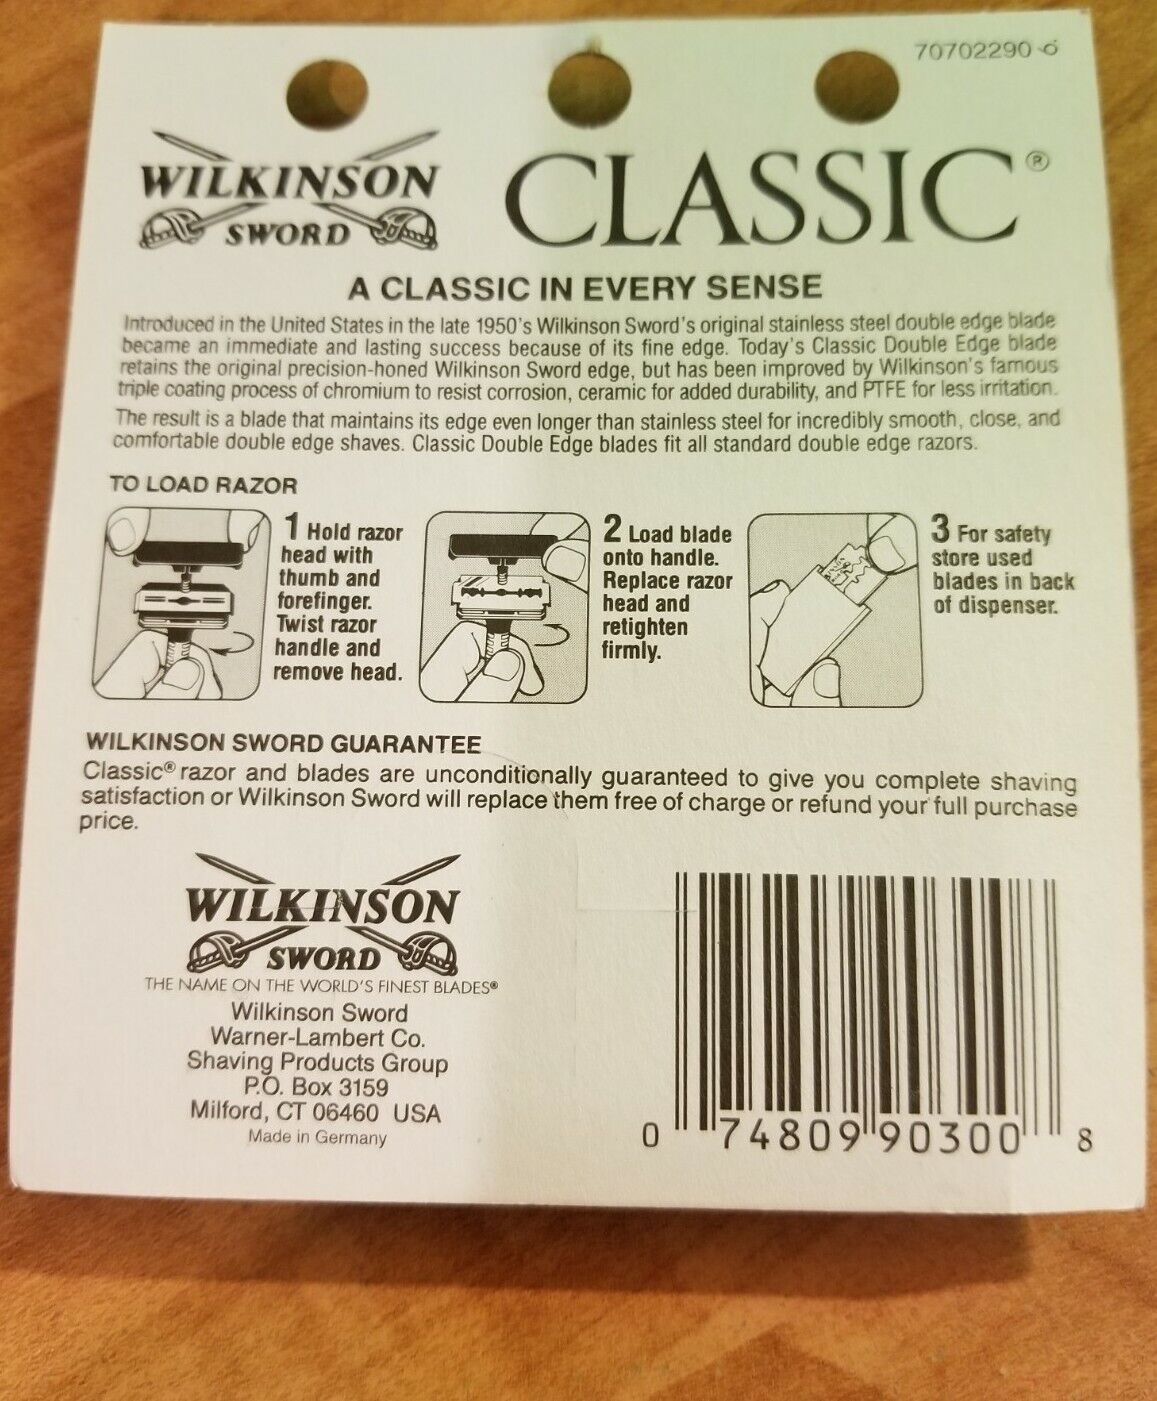 70702290-6
WILKINSON
SWORD
CLASSIC®
A CLASSIC IN EVERY SENSE
Introduced in the United States in the late 1950's Wilkinson Sword's original stainless steel double edge blade
became an immediate and lasting success because of its fine edge. Today's Classic Double Edge blade
retains the original precision-honed Wilkinson Sword edge, but has been improved by Wilkinson's famous
triple coating process of chromium to resist corrosion, ceramic for added durability, and PTFE for less irritation.
The result is a blade that maintains its edge even longer than stainless steel for incredibly smooth, close, and
comfortable double edge shaves. Classic Double Edge blades fit all standard double edge razors.
TO LOAD RAZOR
1 Hold razor
head with
thumb and
forefinger.
Twist razor
handle and
remove head.
2 Load blade
onto handle.
Replace razor
head and
retighten
firmly.
3 For safety
store used
blades in back
of dispenser.
WILKINSON SWORD GUARANTEE
Classic® razor and blades are unconditionally guaranteed to give you complete shaving
satisfaction or Wilkinson Sword will replace them free of charge or refund your full purchase
price.
WILKINSON
SWORD
THE NAME ON THE WORLD'S FINEST BLADES®
Wilkinson Sword
Warner-Lambert Co.
Shaving Products Group
P.O. Box 3159
Milford, CT 06460 USA
Made in Germany
0 74809 90300 8